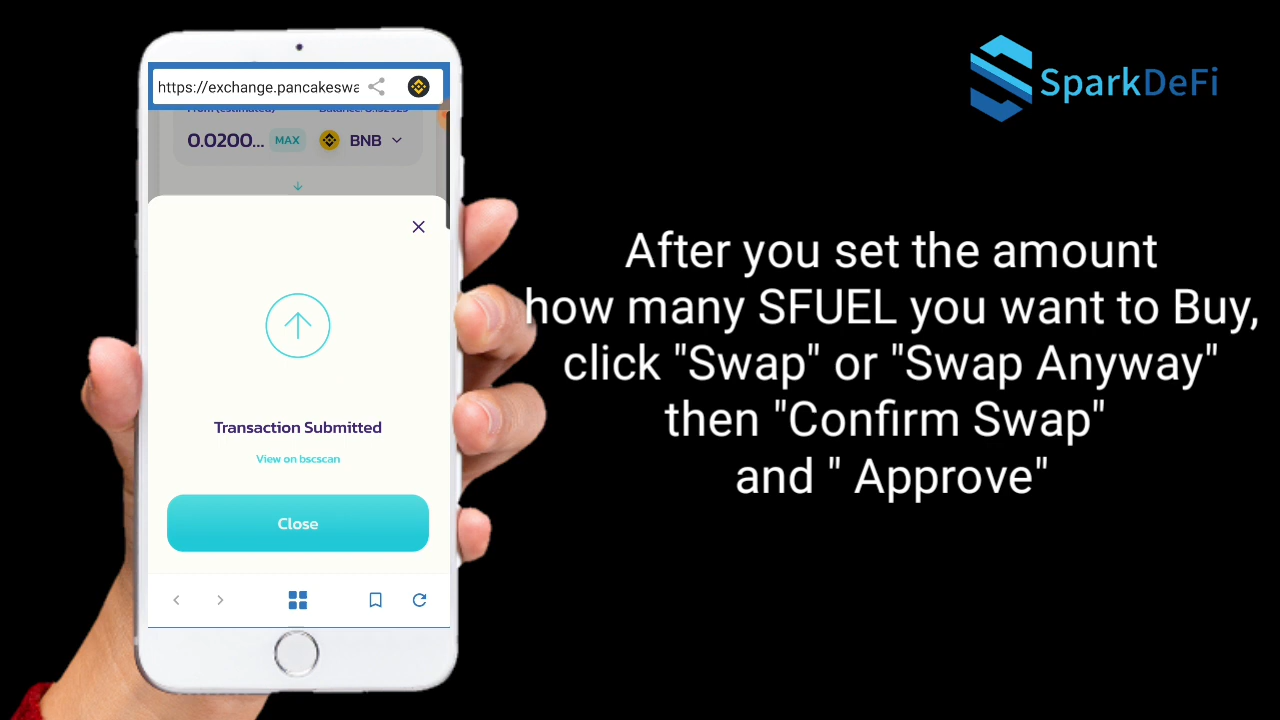 https://exchange.pancakeswa
0.0200... MAX BNB
Transaction Submitted
View on bscscan
Close
SparkDeFi
After you set the amount
how many SFUEL you want to Buy,
click "Swap" or "Swap Anyway"
then "Confirm Swap"
and " Approve"